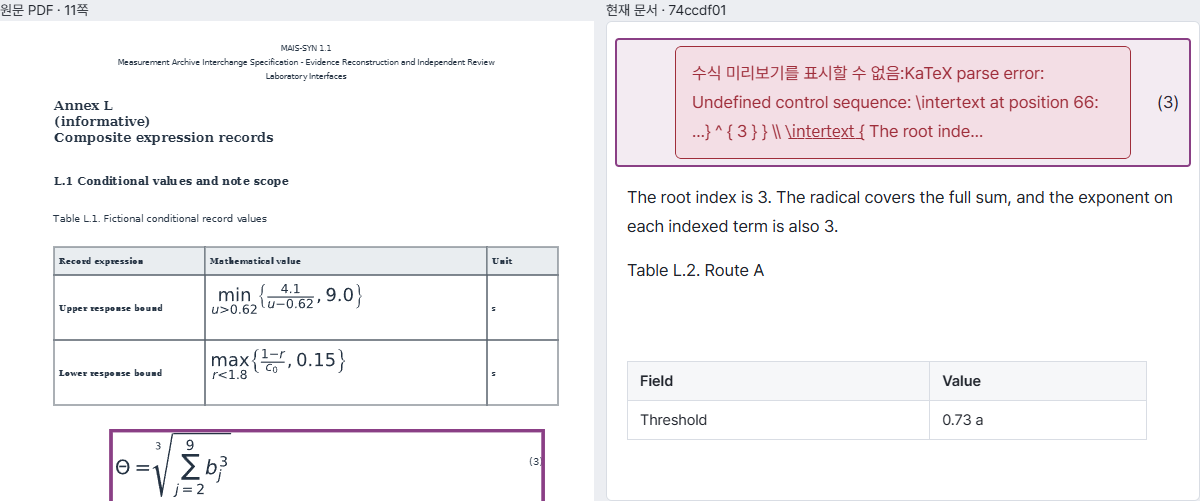 원문 PDF · 11쪽
MAIS-SYN 1.1
Measurement Archive Interchange Specification - Evidence Reconstruction and Independent Review
Laboratory Interfaces
Annex L
(informative)
Composite expression records
L.1 Conditional values and note scope
Table L.1. Fictional conditional record values
Record expression | Mathematical value | Unit
Upper response bound | min_{u>0.62} {\frac{4.1}{u−0.62}, 9.0} | s
Lower response bound | max_{r<1.8} {\frac{1−r}{c_0}, 0.15} | s
Θ = \sqrt[3]{\sum_{j=2}^{9} b_j^3} (3)
현재 문서 · 74ccdf01
수식 미리보기를 표시할 수 없음:KaTeX parse error:
Undefined control sequence: \intertext at position 66:
…} ^ { 3 } } \\ \intertext { The root inde…
(3)
The root index is 3. The radical covers the full sum, and the exponent on
each indexed term is also 3.
Table L.2. Route A
Field | Value
Threshold | 0.73 a